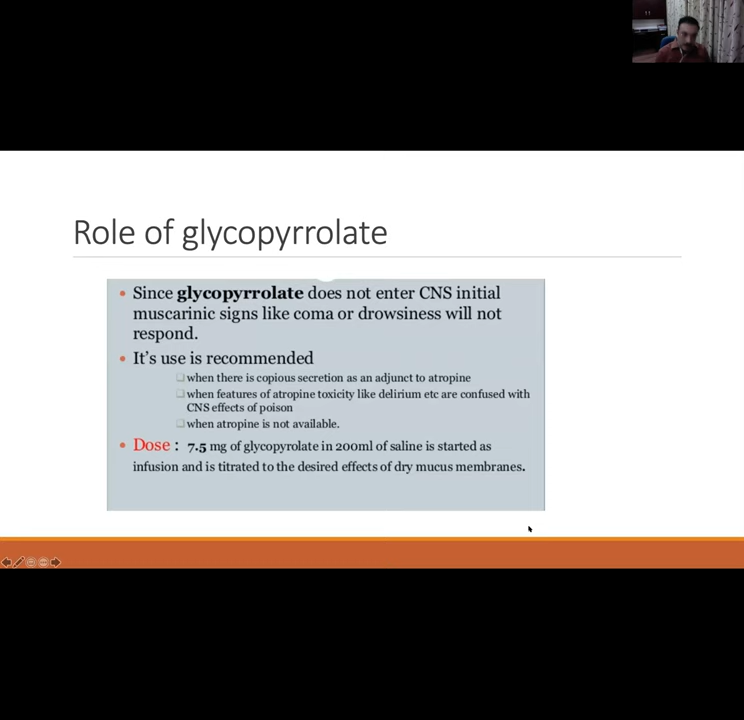 Role of glycopyrrolate
• Since glycopyrrolate does not enter CNS initial
muscarinic signs like coma or drowsiness will not
respond.
• It's use is recommended
❑when there is copious secretion as an adjunct to atropine
❑when features of atropine toxicity like delirium etc are confused with
CNS effects of poison
❑when atropine is not available.
• Dose : 7.5 mg of glycopyrolate in 200ml of saline is started as
infusion and is titrated to the desired effects of dry mucus membranes.